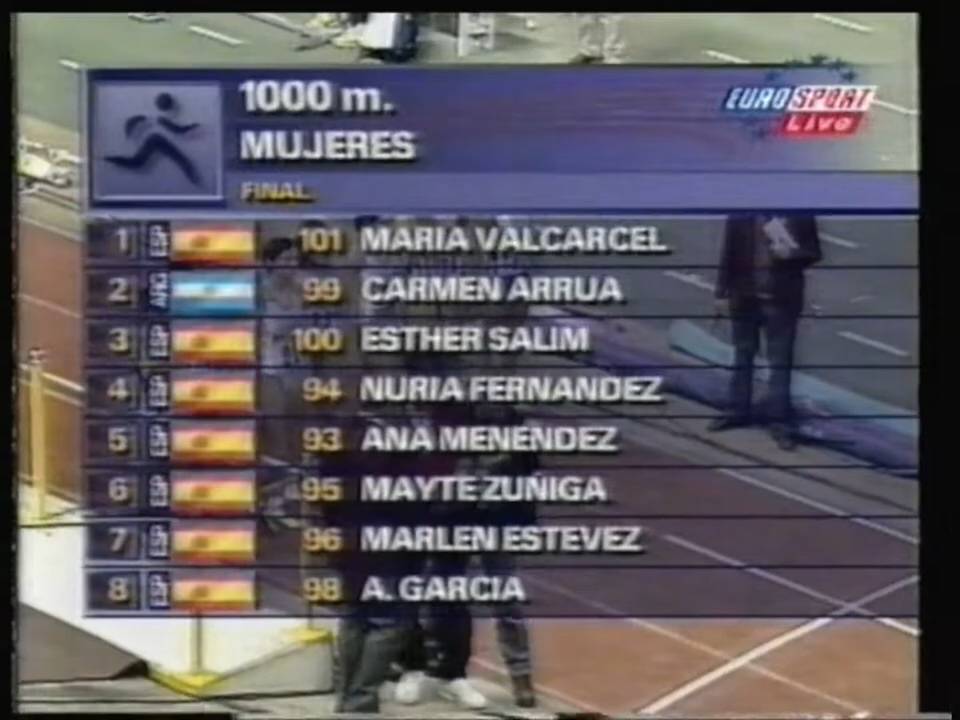 1000 m.
EUROSPORT
MUJERES
Live
FINAL
1 ESP 101 MARIA VALCARCEL
2 ARG 99 CARMEN ARRUA
3 ESP 100 ESTHER SALIM
4 ESP 94 NURIA FERNANDEZ
5 ESP 93 ANA MENENDEZ
6 ESP 95 MAYTE ZUÑIGA
7 ESP 96 MARLEN ESTEVEZ
8 ESP 98 A. GARCIA